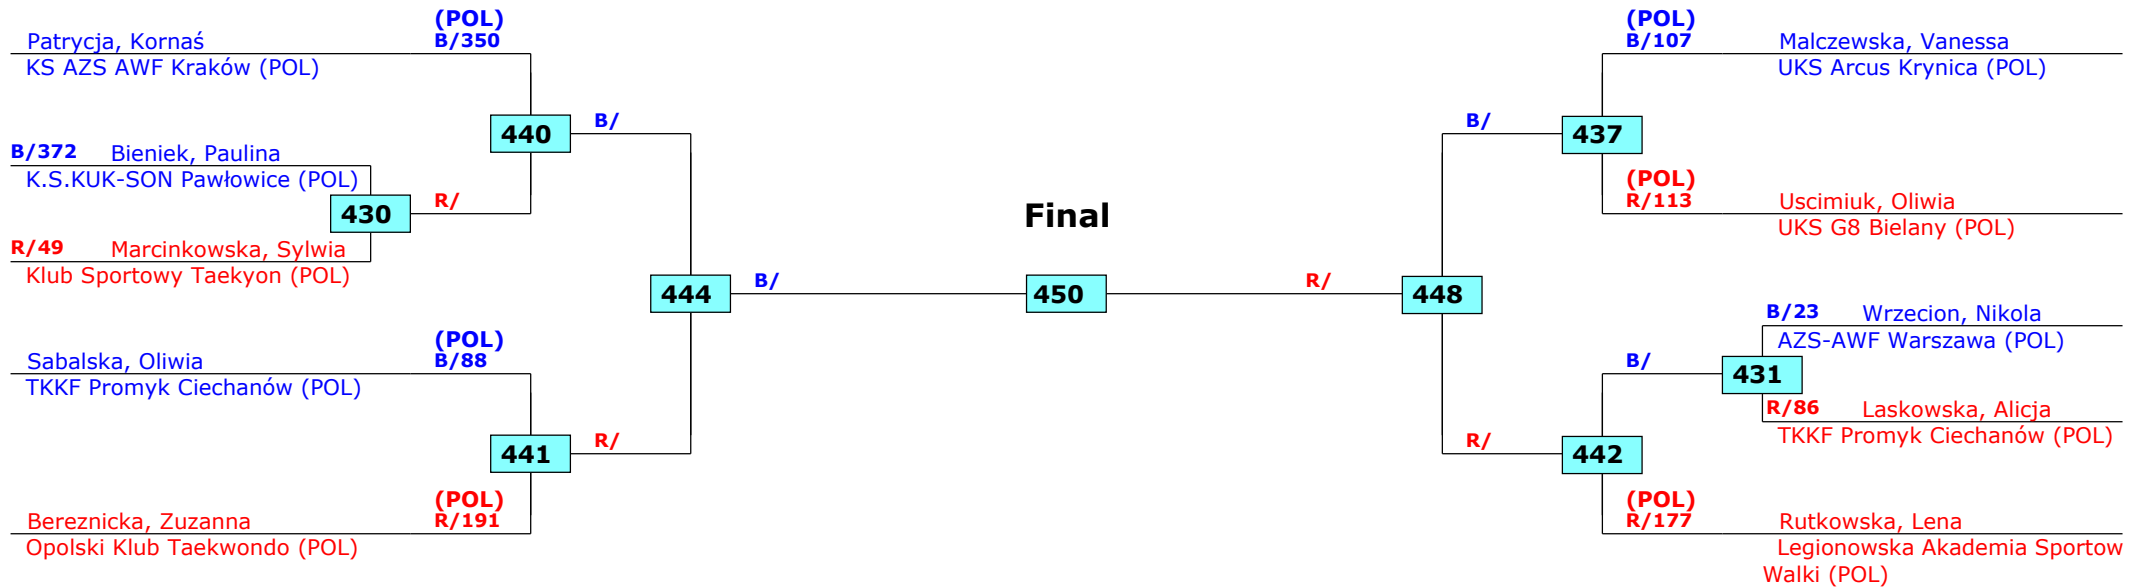 (POL)
Patrycja, Kornaś B/350
KS AZS AWF Kraków (POL)
440
B/
B/372 Bieniek, Paulina
K.S.KUK-SON Pawłowice (POL)
430
R/
R/49 Marcinkowska, Sylwia
Klub Sportowy Taekyon (POL)
444
B/
(POL)
Sabalska, Oliwia B/88
TKKF Promyk Ciechanów (POL)
441
R/
(POL)
Bereznicka, Zuzanna R/191
Opolski Klub Taekwondo (POL)
Final
450
(POL)
B/107 Malczewska, Vanessa
UKS Arcus Krynica (POL)
B/
437
(POL)
R/113 Uscimiuk, Oliwia
UKS G8 Bielany (POL)
R/
448
B/23 Wrzecion, Nikola
AZS-AWF Warszawa (POL)
B/
431
R/86 Laskowska, Alicja
TKKF Promyk Ciechanów (POL)
R/
442
(POL)
R/177 Rutkowska, Lena
Legionowska Akademia Sportow
Walki (POL)